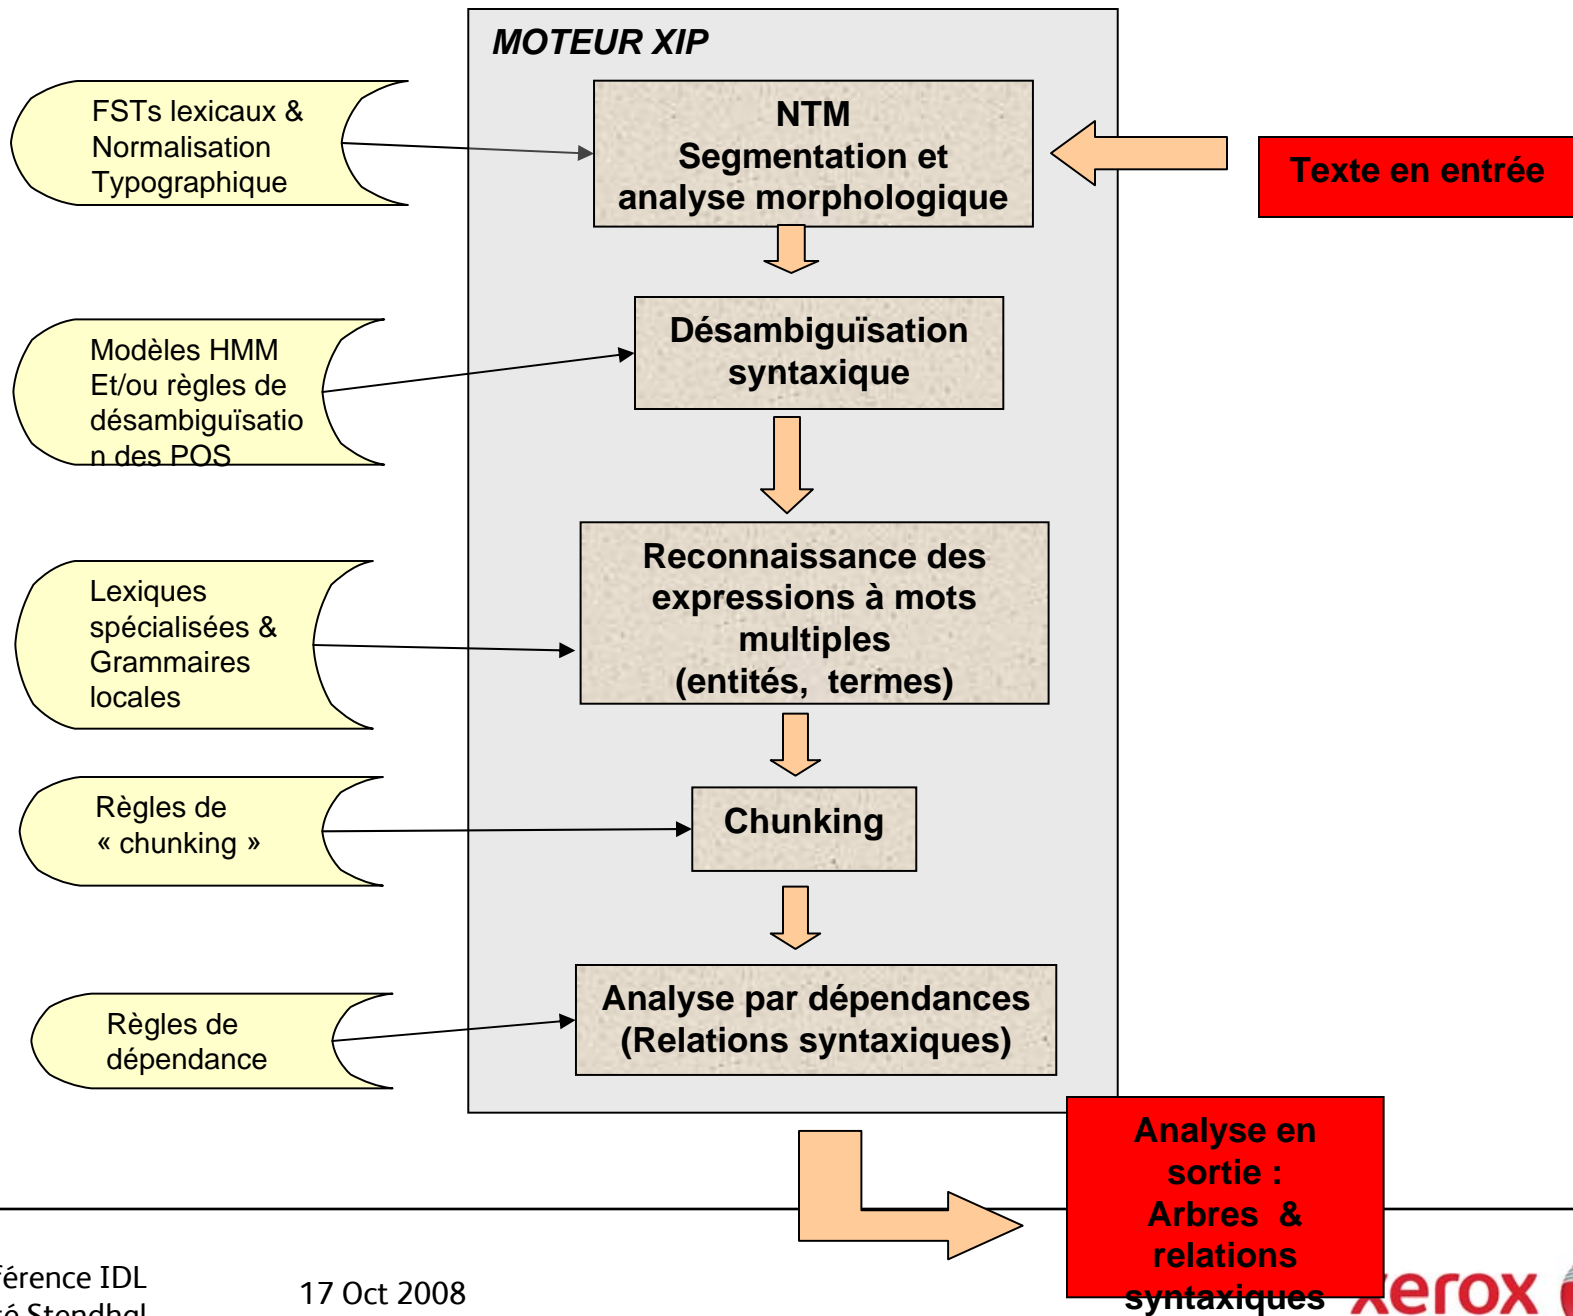 MOTEUR XIP
FSTs lexicaux &
Normalisation
Typographique
NTM
Segmentation et
analyse morphologique
Texte en entrée
Modèles HMM
Et/ou règles de
désambiguïsatio
n des POS
Désambiguïsation
syntaxique
Lexiques
spécialisées &
Grammaires
locales
Reconnaissance des
expressions à mots
multiples
(entités, termes)
Règles de
« chunking »
Chunking
Règles de
dépendance
Analyse par dépendances
(Relations syntaxiques)
Analyse en
sortie :
Arbres &
relations
syntaxiques
férence IDL
té Stendhal
17 Oct 2008
xerox